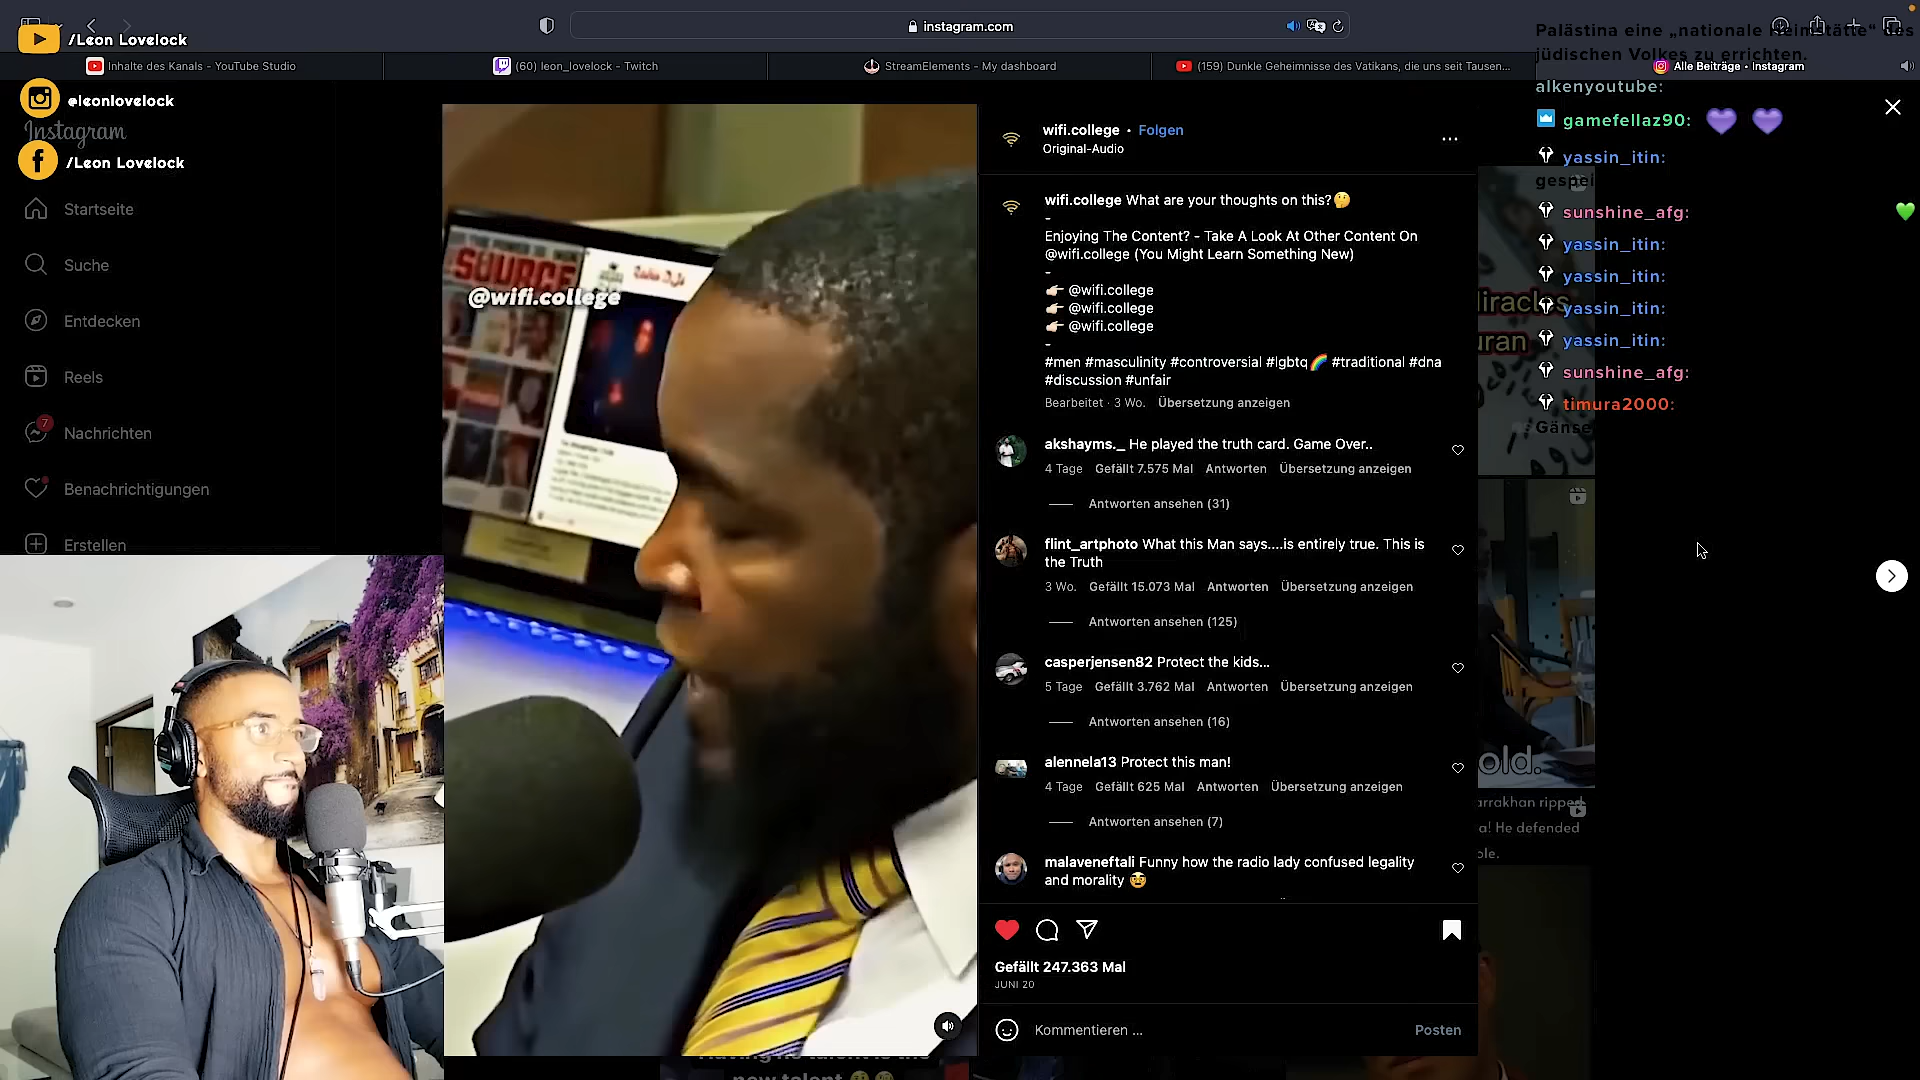 /Leon Lovelock
@leonlovelock
Instagram
/Leon Lovelock
instagram.com
Inhalte des Kanals - YouTube Studio
(60) leon_lovelock - Twitch
StreamElements - My dashboard
(159) Dunkle Geheimnisse des Vatikans, die uns seit Tausen...
Alle Beiträge • Instagram
Startseite
Suche
Entdecken
Reels
7
Nachrichten
Benachrichtigungen
Erstellen
@wifi.college
wifi.college • Folgen
Original-Audio
wifi.college What are your thoughts on this?🤔
-
Enjoying The Content? - Take A Look At Other Content On
@wifi.college (You Might Learn Something New)
-
👉🏻 @wifi.college
👉🏻 @wifi.college
👉🏻 @wifi.college
-
#men #masculinity #controversial #lgbtq🌈 #traditional #dna
#discussion #unfair
Bearbeitet · 3 Wo. Übersetzung anzeigen
akshayms._ He played the truth card. Game Over..
4 Tage Gefällt 7.575 Mal Antworten Übersetzung anzeigen
Antworten ansehen (31)
flint_artphoto What this Man says....is entirely true. This is
the Truth
3 Wo. Gefällt 15.073 Mal Antworten Übersetzung anzeigen
Antworten ansehen (125)
casperjensen82 Protect the kids...
5 Tage Gefällt 3.762 Mal Antworten Übersetzung anzeigen
Antworten ansehen (16)
alennela13 Protect this man!
4 Tage Gefällt 625 Mal Antworten Übersetzung anzeigen
Antworten ansehen (7)
malaveneftali Funny how the radio lady confused legality
and morality 🤠
Gefällt 247.363 Mal
JUNI 20
Kommentieren ...
Posten
Palästina eine „nationale Heimstätte" des
jüdischen Volkes zu errichten.
alkenyoutube:
gamefellaz90: 💜 💜
yassin_itin:
sunshine_afg: 💚
yassin_itin:
yassin_itin:
yassin_itin:
yassin_itin:
sunshine_afg:
timura2000:
old.
arrakhan ripped
a! He defended
new talent